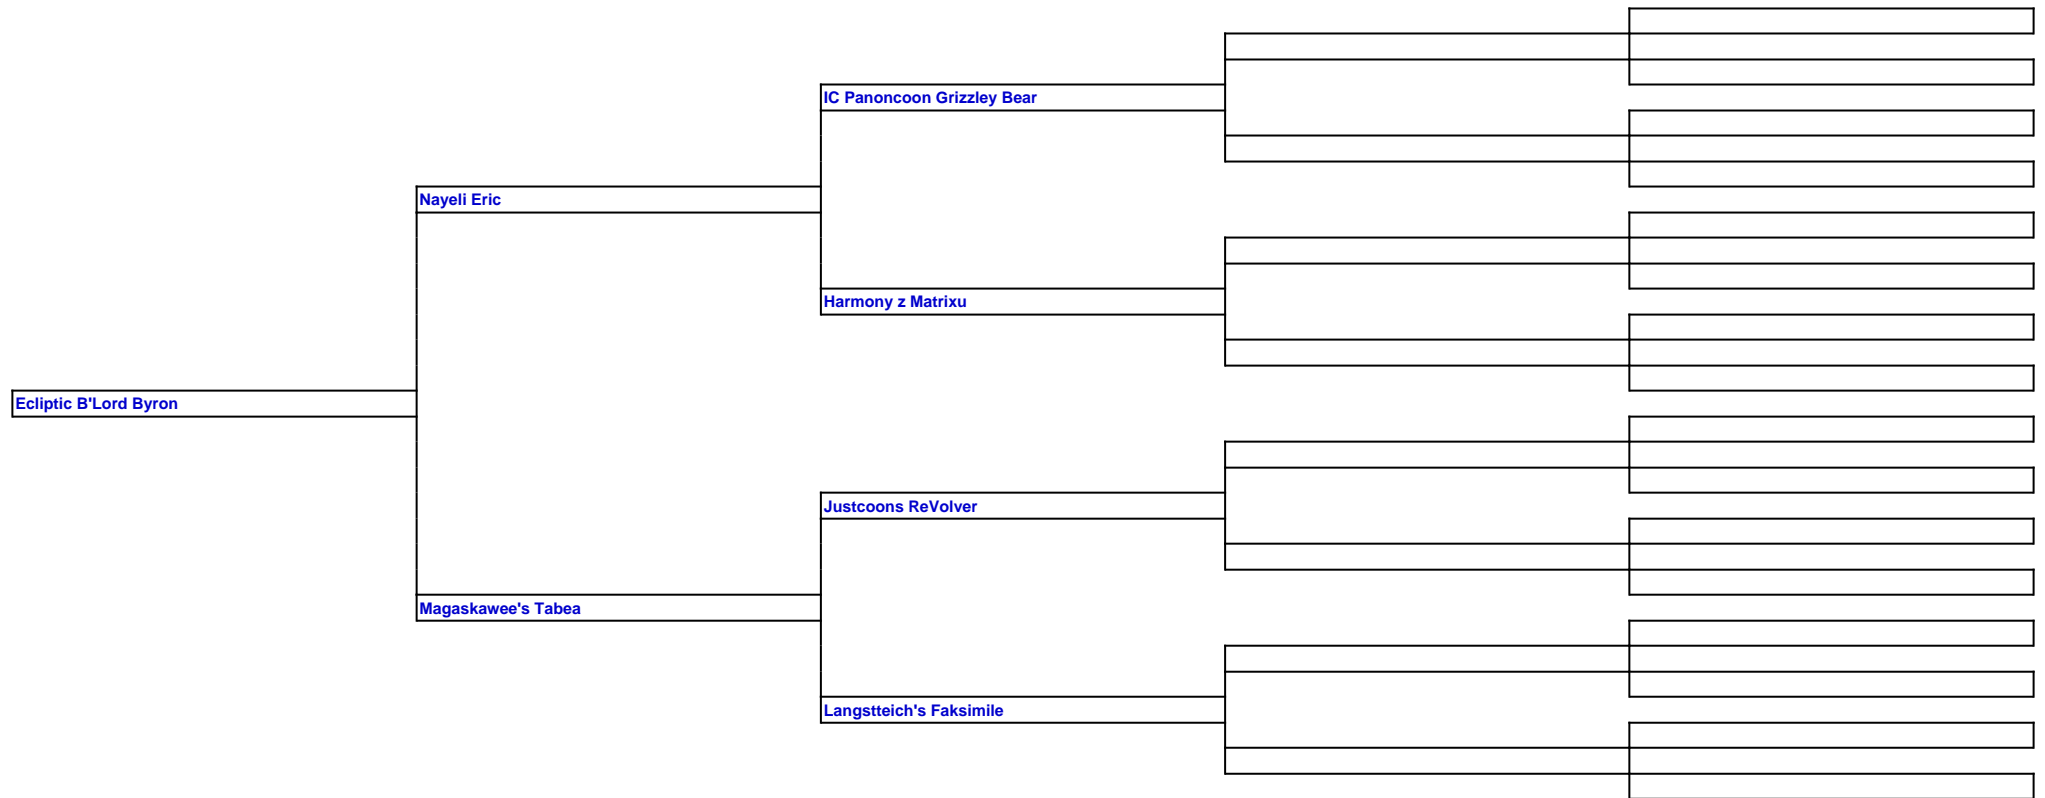 IC Panoncoon Grizzley Bear
Nayeli Eric
Harmony z Matrixu
Ecliptic B'Lord Byron
Justcoons ReVolver
Magaskawee's Tabea
Langstteich's Faksimile